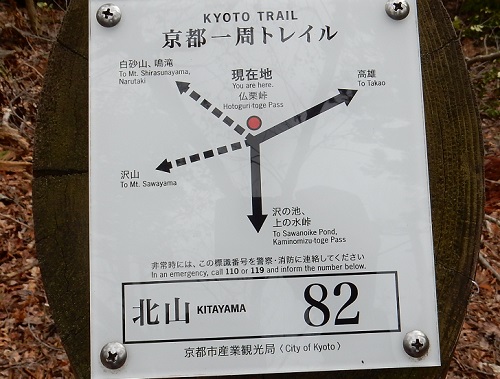 KYOTO TRAIL
京都一周トレイル
白砂山、鳴滝
To Mt. Shirasunayama,
Narutaki
現在地
You are here.
仏栗峠
Hotoguri-toge Pass
高雄
To Takao
沢山
To Mt. Sawayama
沢の池、
上の水峠
To Sawanoike Pond,
Kaminomizu-toge Pass
非常時には、この標識番号を警察・消防に連絡してください
In an emergency, call 110 or 119 and inform the number below.
北山 KITAYAMA 82
京都市産業観光局〈City of Kyoto〉